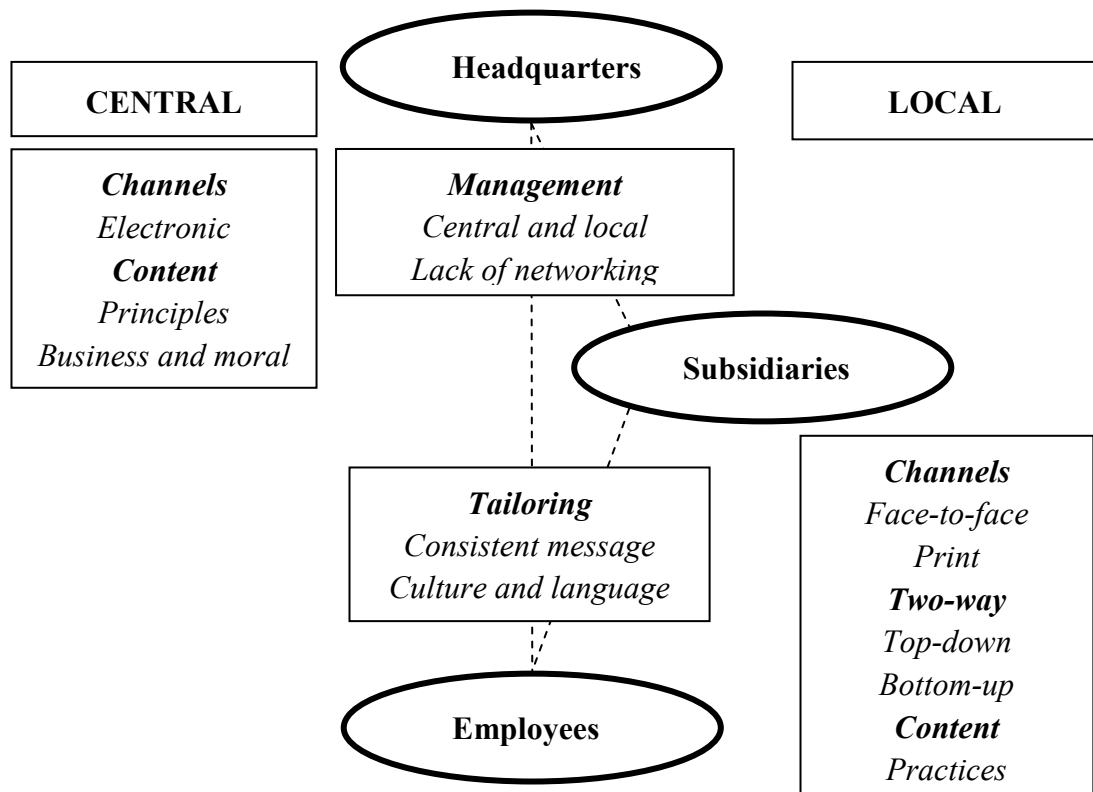 Headquarters
CENTRAL
LOCAL
Channels
Electronic
Content
Principles
Business and moral
Management
Central and local
Lack of networking
Subsidiaries
Tailoring
Consistent message
Culture and language
Channels
Face-to-face
Print
Two-way
Top-down
Bottom-up
Content
Practices
Employees